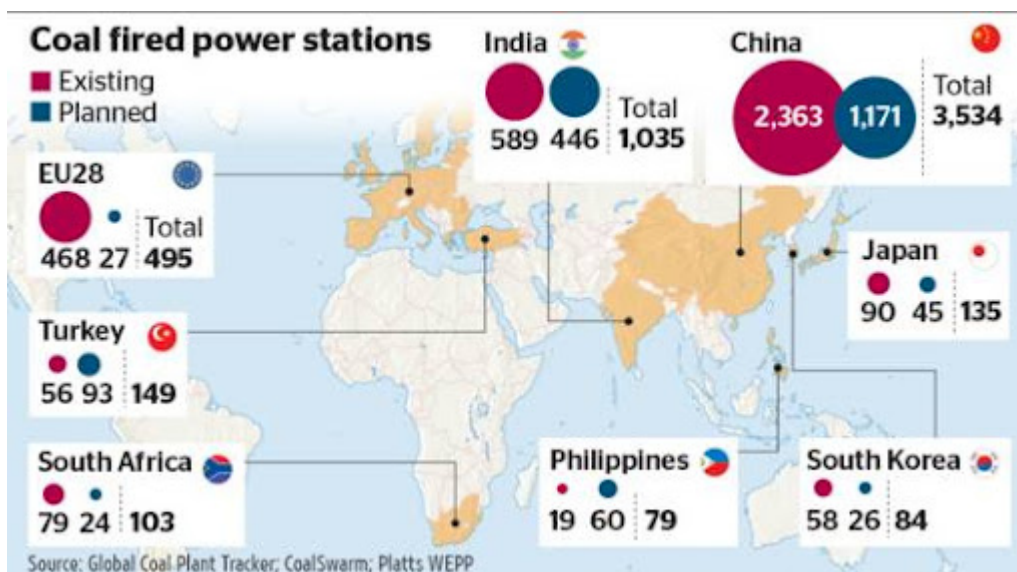 Coal fired power stations
Existing
Planned
India
589 446
Total
1,035
China
2,363 1,171
Total
3,534
EU28
468 27
Total
495
Japan
90 45 135
Turkey
56 93 149
South Africa
79 24 103
Philippines
19 60 79
South Korea
58 26 84
Source: Global Coal Plant Tracker; CoalSwarm; Platts WEPP